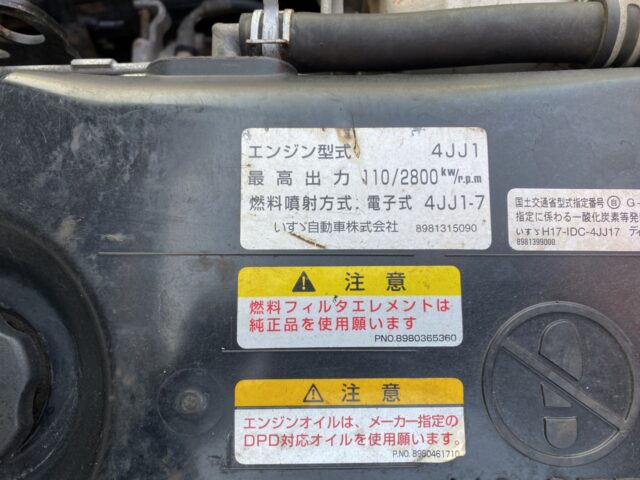 エンジン型式 4JJ1
最高出力 110/2800kw/r.p.m
燃料噴射方式.電子式 4JJ1-7
いすゞ自動車株式会社 8981315090
国土交通省型式指定番号 Ⓑ G-
指定に係わる一酸化炭素等発
いすゞH17-IDC-4JJ17 ディ
8981399000
注意
燃料フィルタエレメントは
純正品を使用願います
PNO.8980365360
注意
エンジンオイルは、メーカー指定の
DPD対応オイルを使用願います。
P.NO. 8980461710